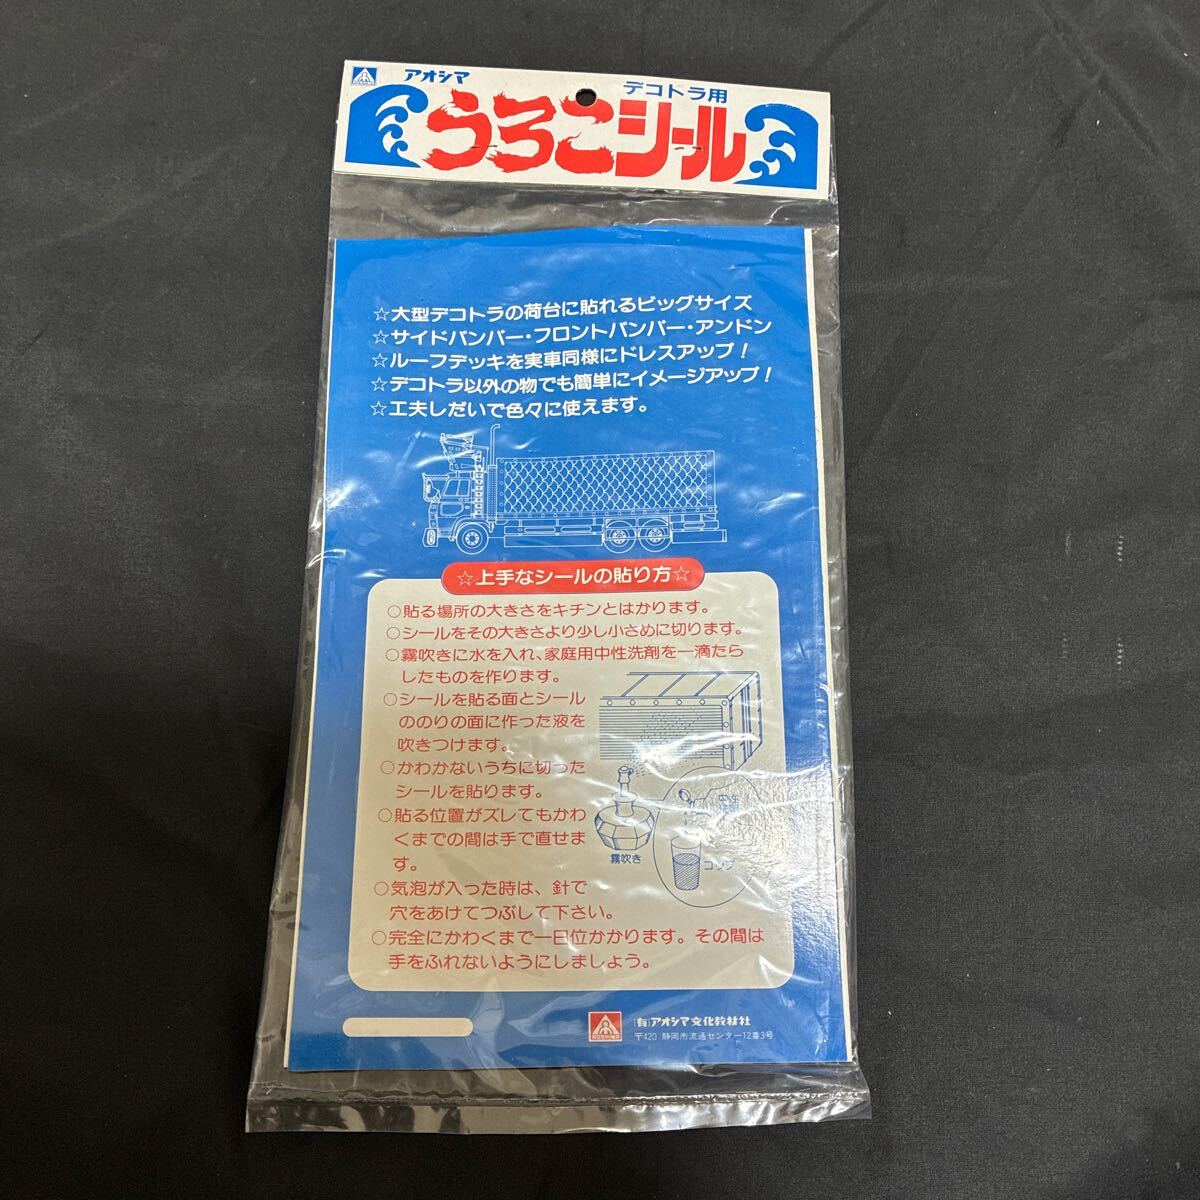 アオシマ
デコトラ用
うろこシール
☆大型デコトラの荷台に貼れるビッグサイズ
☆サイドバンパー・フロントバンパー・アンドン
☆ルーフデッキを実車同様にドレスアップ!
☆デコトラ以外の物でも簡単にイメージアップ!
☆工夫しだいで色々に使えます。
☆上手なシールの貼り方☆
○貼る場所の大きさをキチンとはかります。
○シールをその大きさより少し小さめに切ります。
○霧吹きに水を入れ、家庭用中性洗剤を一滴たら
したものを作ります。
○シールを貼る面とシール
ののりの面に作った液を
吹きつけます。
○かわかないうちに切った
シールを貼ります。
○貼る位置がズレてもかわ
くまでの間は手で直せま
す。
○気泡が入った時は、針で
穴をあけてつぶして下さい。
○完全にかわくまで一日位かかります。その間は
手をふれないようにしましょう。
霧吹き
コップ
AOSHIMA
(有)アオシマ文化教材社
〒420 静岡市流通センター12番3号